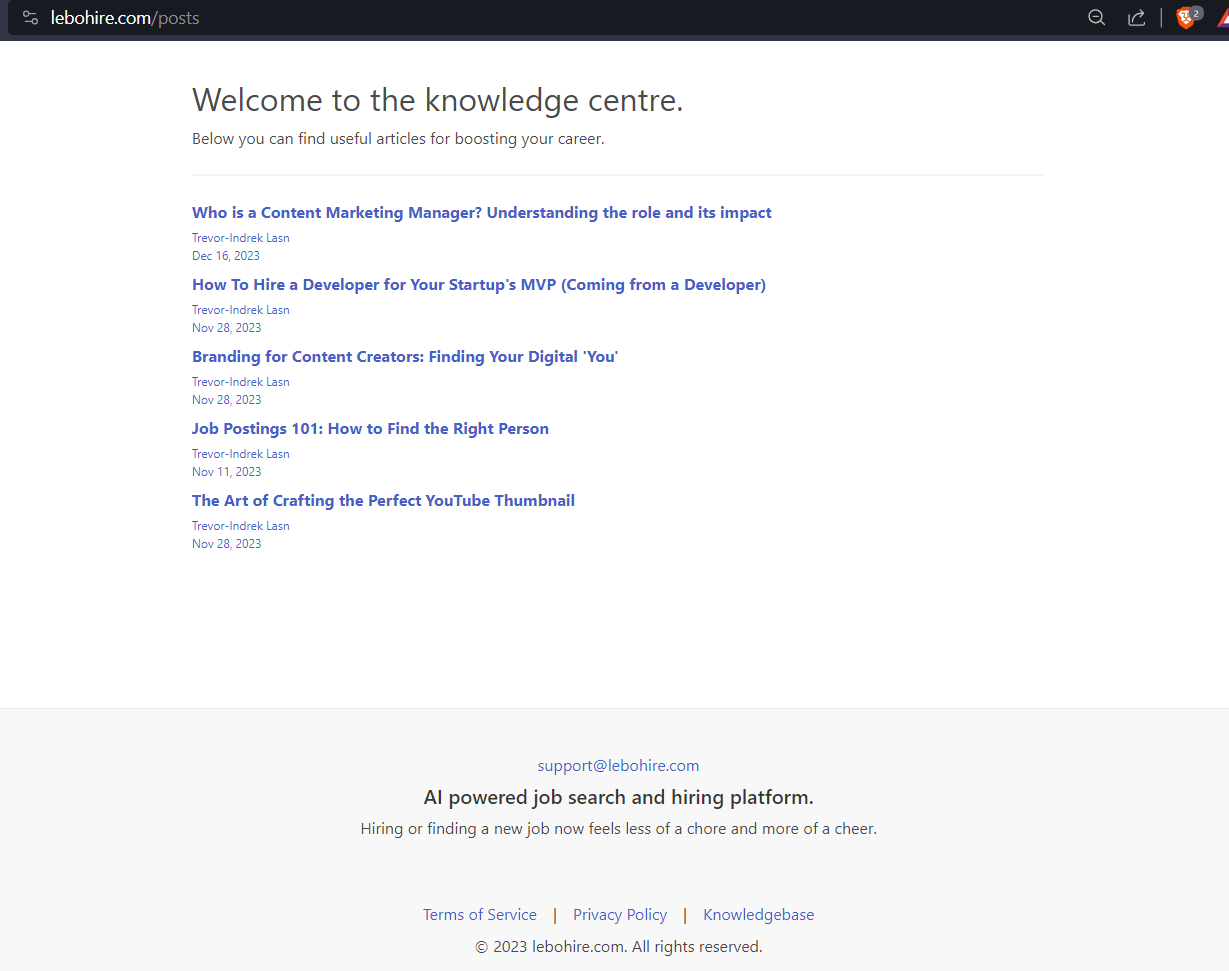 lebohire.com/posts
2
Welcome to the knowledge centre.
Below you can find useful articles for boosting your career.
Who is a Content Marketing Manager? Understanding the role and its impact
Trevor-Indrek Lasn
Dec 16, 2023
How To Hire a Developer for Your Startup's MVP (Coming from a Developer)
Trevor-Indrek Lasn
Nov 28, 2023
Branding for Content Creators: Finding Your Digital 'You'
Trevor-Indrek Lasn
Nov 28, 2023
Job Postings 101: How to Find the Right Person
Trevor-Indrek Lasn
Nov 11, 2023
The Art of Crafting the Perfect YouTube Thumbnail
Trevor-Indrek Lasn
Nov 28, 2023
support@lebohire.com
AI powered job search and hiring platform.
Hiring or finding a new job now feels less of a chore and more of a cheer.
Terms of Service | Privacy Policy | Knowledgebase
© 2023 lebohire.com. All rights reserved.